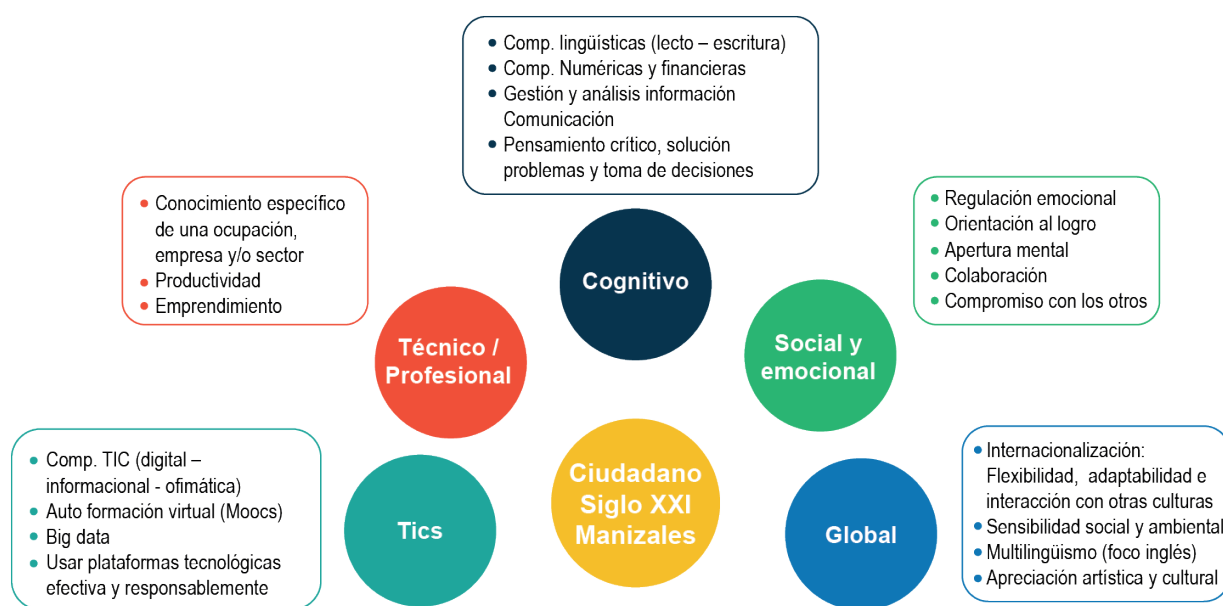 Comp. lingüísticas (lecto – escritura)
Comp. Numéricas y financieras
Gestión y análisis información
Comunicación
Pensamiento crítico, solución
problemas y toma de decisiones
Conocimiento específico
de una ocupación,
empresa y/o sector
Productividad
Emprendimiento
Regulación emocional
Orientación al logro
Apertura mental
Colaboración
Compromiso con los otros
Cognitivo
Técnico /
Profesional
Social y
emocional
Comp. TIC (digital –
informacional - ofimática)
Auto formación virtual (Moocs)
Big data
Usar plataformas tecnológicas
efectiva y responsablemente
Tics
Ciudadano
Siglo XXI
Manizales
Global
Internacionalización:
Flexibilidad, adaptabilidad e
interacción con otras culturas
Sensibilidad social y ambiental
Multilingüismo (foco inglés)
Apreciación artística y cultural